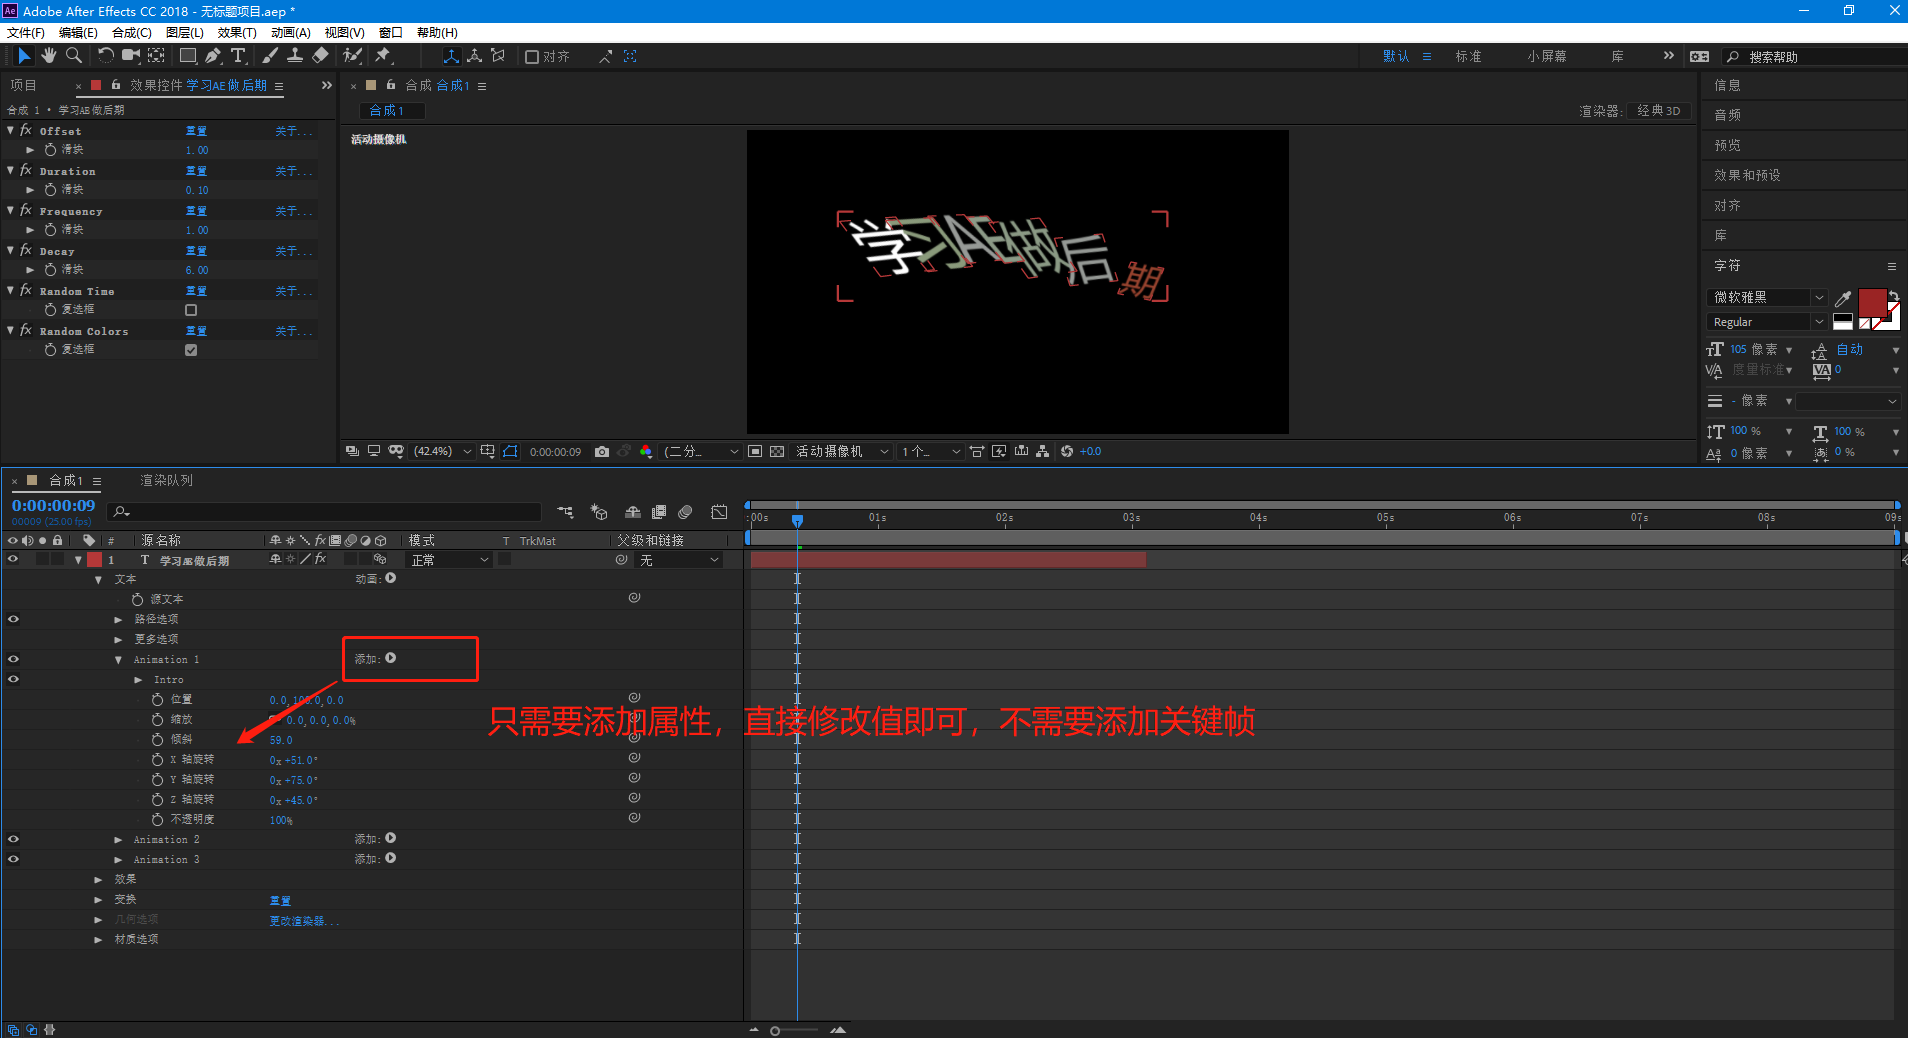 Ae Adobe After Effects CC 2018 - 无标题项目.aep *
文件(F) 编辑(E) 合成(C) 图层(L) 效果(T) 动画(A) 视图(V) 窗口 帮助(H)
对齐 默认 标准 小屏幕 库 搜索帮助
项目 效果控件 学习AE做后期
合成 1 • 学习AE做后期
fx Offset 重置 关于...
滑块 1.00
fx Duration 重置 关于...
滑块 0.10
fx Frequency 重置 关于...
滑块 1.00
fx Decay 重置 关于...
滑块 6.00
fx Random Time 重置 关于...
复选框
fx Random Colors 重置 关于...
复选框
合成 合成1
合成1 渲染器: 经典 3D
活动摄像机
学习AE做后期
(42.4%) 0:00:00:09 (二分... 活动摄像机 1个... +0.0
信息
音频
预览
效果和预设
对齐
库
字符
微软雅黑
Regular
105 像素 自动
度量标准 0
- 像素
100 % 100 %
0 像素 0 %
合成1 渲染队列
0:00:00:09
00009 (25.00 fps)
:00s 01s 02s 03s 04s 05s 06s 07s 08s 09s
# 源名称 fx 模式 T TrkMat 父级和链接
1 T 学习AE做后期 fx 正常 无
文本 动画:
源文本
路径选项
更多选项
Animation 1 添加:
Intro
位置 0.0,100.0,0.0
缩放 0.0,0.0,0.0%
倾斜 59.0
X 轴旋转 0x+51.0°
Y 轴旋转 0x+75.0°
Z 轴旋转 0x+45.0°
不透明度 100%
只需要添加属性，直接修改值即可，不需要添加关键帧
Animation 2 添加:
Animation 3 添加:
效果
变换 重置
几何选项 更改渲染器...
材质选项